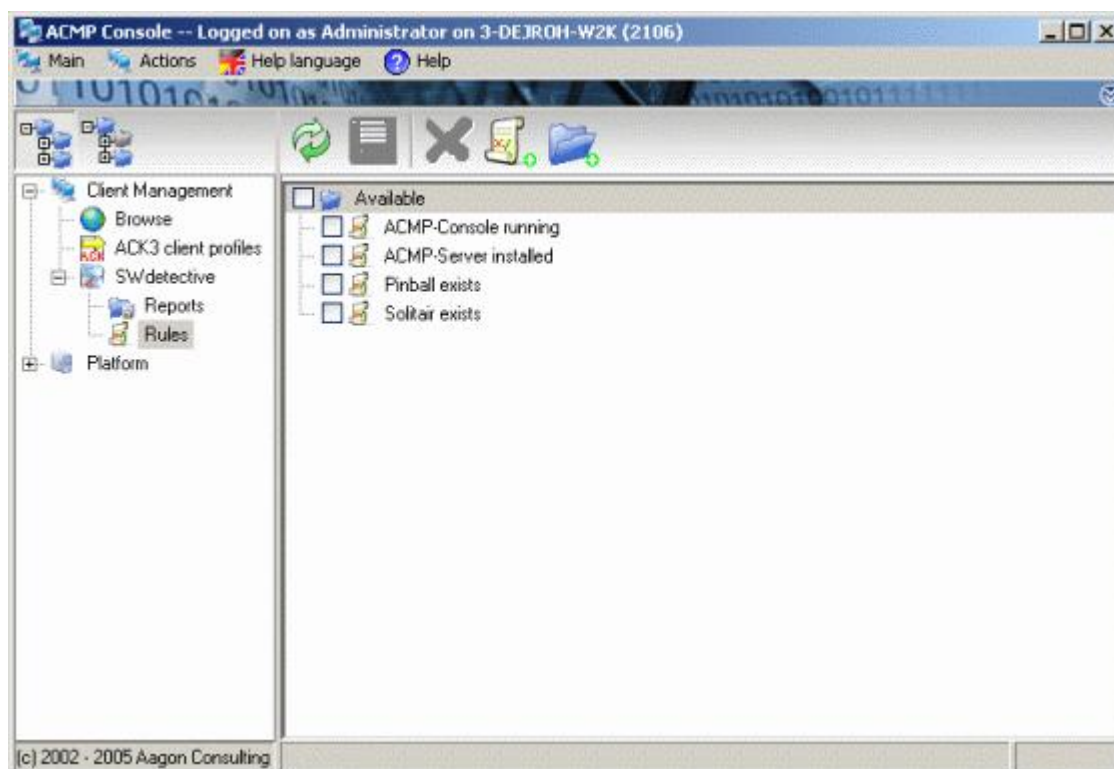 ACMP Console -- Logged on as Administrator on 3-DEJROH-W2K (2106)
Main Actions Help language Help
Client Management
Browse
ACK3 client profiles
SWdetective
Reports
Rules
Platform
Available
ACMP-Console running
ACMP-Server installed
Pinball exists
Solitair exists
(c) 2002 - 2005 Aagon Consulting